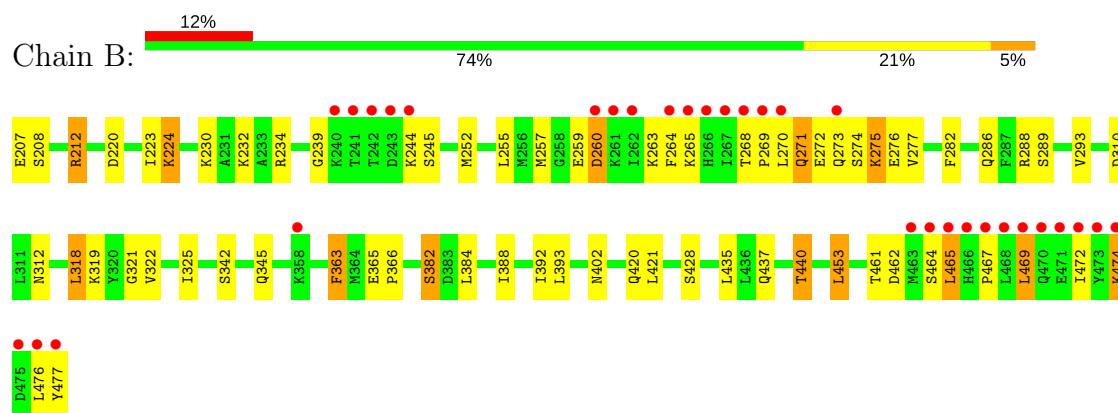 12%
Chain B:
74% 21% 5%
E207 S208 R212 D220 I223 K224 K230 A231 K232 A233 R234 G239 K240 T241 T242 D243 K244 S245 M252 L255 M256 M257 G258 E259 D260 K261 I262 K263 F264 K265 H266 I267 T268 P269 L270 Q271 E272 Q273 S274 K275 E276 V277 F282 Q286 F287 R288 S289 V293 D310
L311 N312 L318 K319 Y320 G321 V322 I325 S342 Q345 K358 F363 M364 E365 P366 S382 D383 L384 I388 I392 L393 N402 Q420 L421 S428 L435 L436 Q437 T440 L453 T461 D462 M463 S464 L465 H466 P467 L468 L469 Q470 E471 I472 Y473 K474
D475 L476 Y477